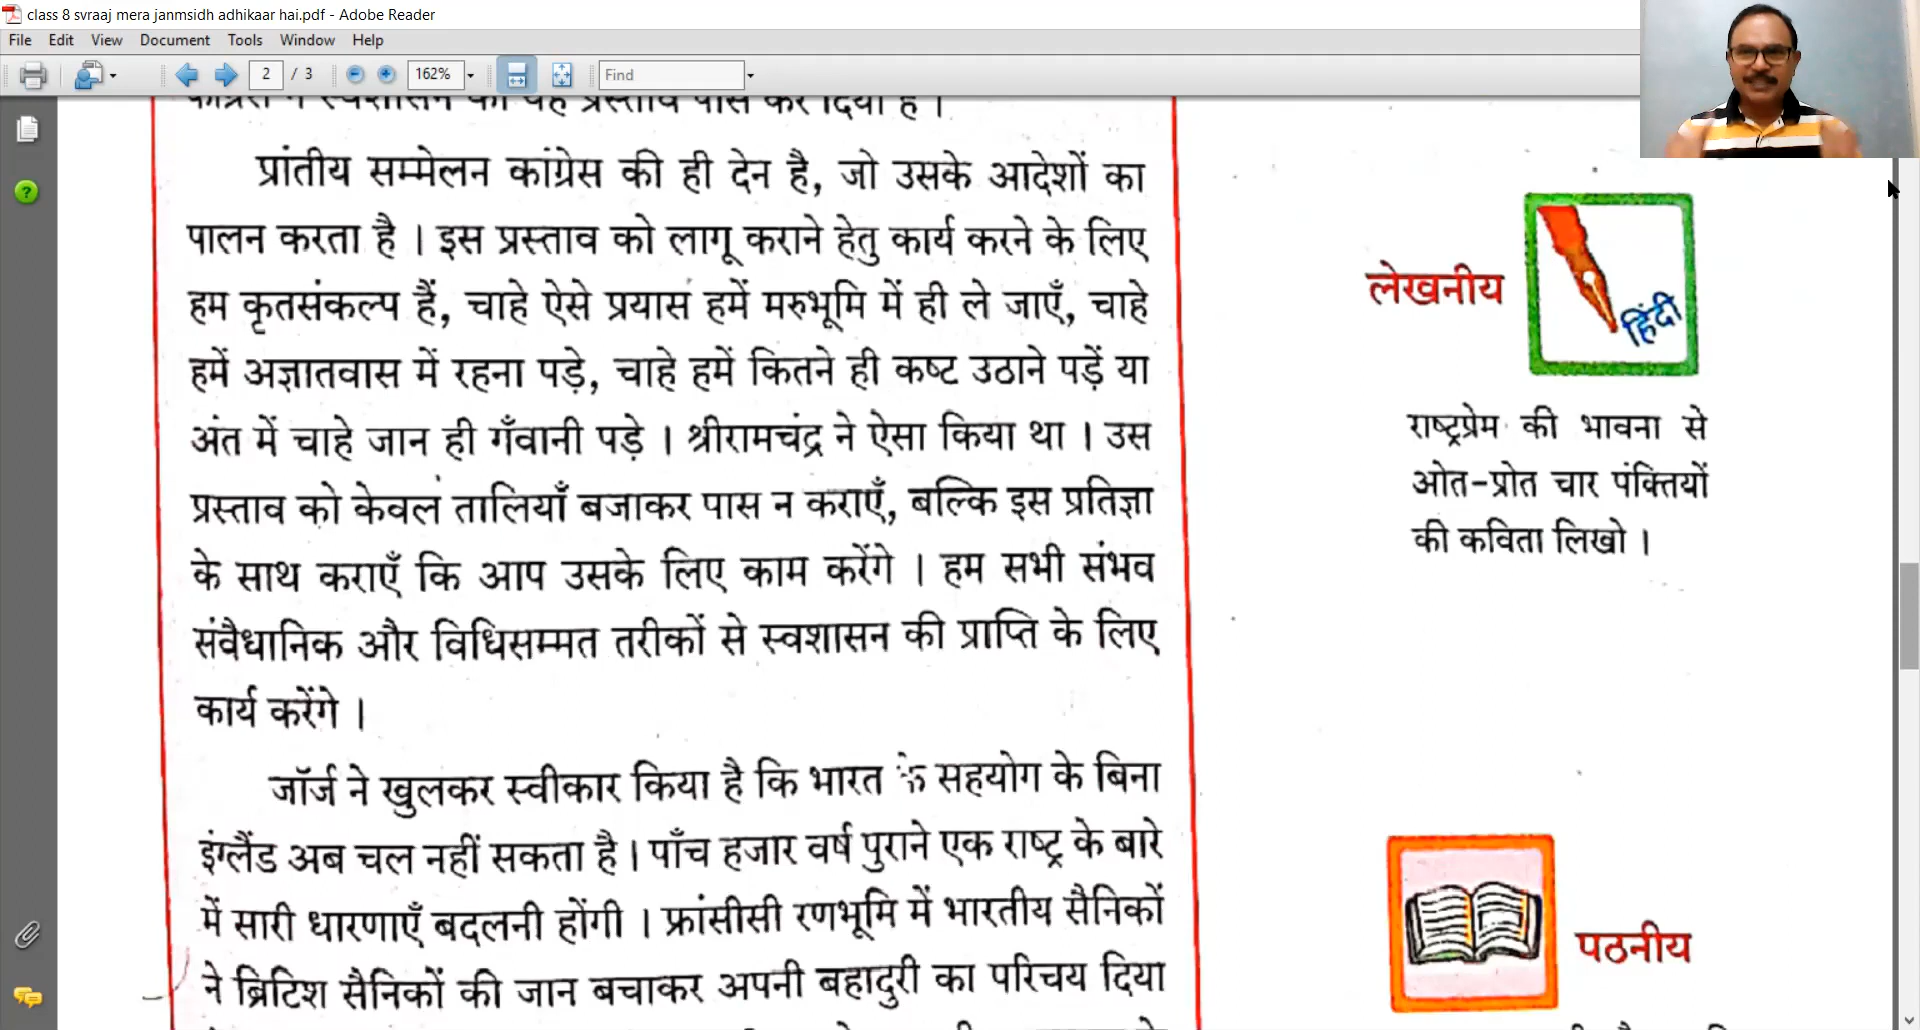 class 8 svraaj mera janmsidh adhikaar hai.pdf - Adobe Reader
File Edit View Document Tools Window Help
2 / 3 162% Find
कांग्रेस ने स्वशासन का यह प्रस्ताव पास कर दिया है ।
प्रांतीय सम्मेलन कांग्रेस की ही देन है, जो उसके आदेशों का
पालन करता है । इस प्रस्ताव को लागू कराने हेतु कार्य करने के लिए
हम कृतसंकल्प हैं, चाहे ऐसे प्रयास हमें मरुभूमि में ही ले जाएँ, चाहे
हमें अज्ञातवास में रहना पड़े, चाहे हमें कितने ही कष्ट उठाने पड़ें या
अंत में चाहे जान ही गँवानी पड़े । श्रीरामचंद्र ने ऐसा किया था । उस
प्रस्ताव को केवल तालियाँ बजाकर पास न कराएँ, बल्कि इस प्रतिज्ञा
के साथ कराएँ कि आप उसके लिए काम करेंगे । हम सभी संभव
संवैधानिक और विधिसम्मत तरीकों से स्वशासन की प्राप्ति के लिए
कार्य करेंगे ।
जॉर्ज ने खुलकर स्वीकार किया है कि भारत के सहयोग के बिना
इंग्लैंड अब चल नहीं सकता है । पाँच हजार वर्ष पुराने एक राष्ट्र के बारे
में सारी धारणाएँ बदलनी होंगी । फ्रांसीसी रणभूमि में भारतीय सैनिकों
ने ब्रिटिश सैनिकों की जान बचाकर अपनी बहादुरी का परिचय दिया
लेखनीय
हिंदी
राष्ट्रप्रेम की भावना से
ओत-प्रोत चार पंक्तियों
की कविता लिखो ।
पठनीय